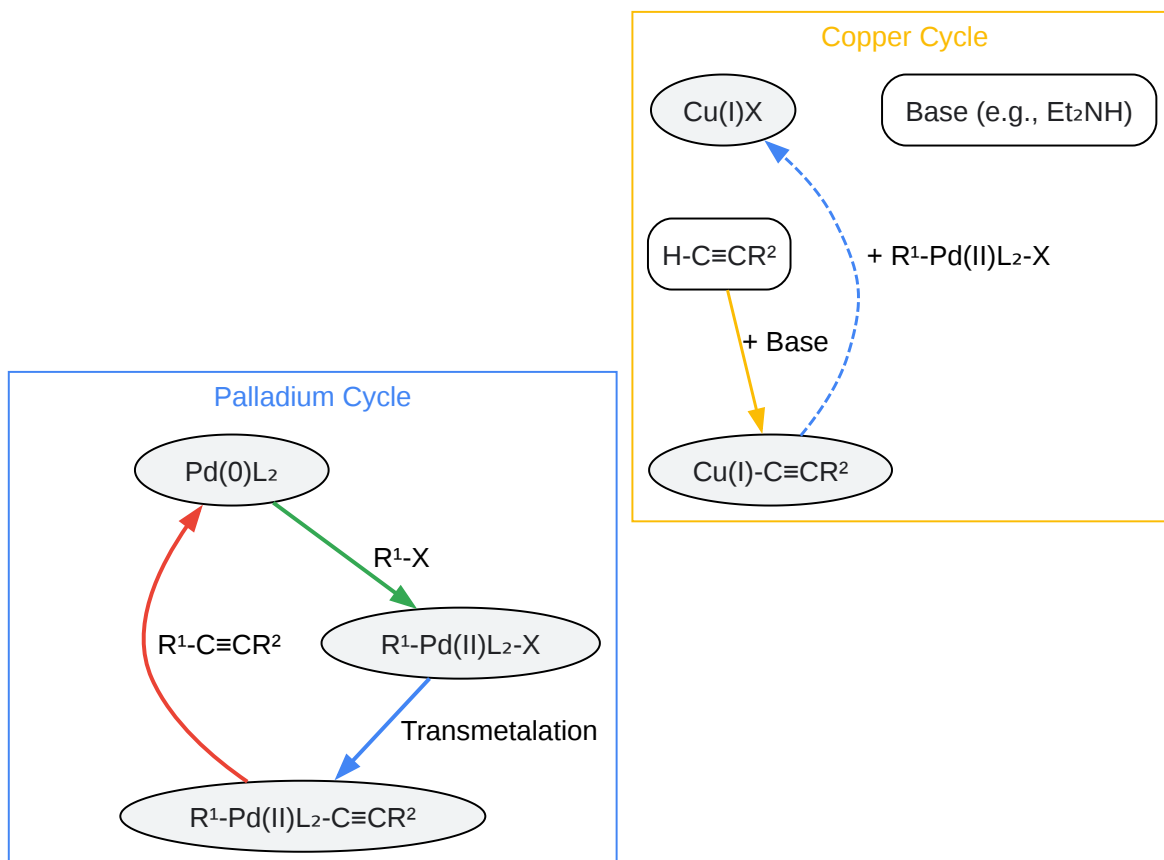 Copper Cycle
Cu(I)X
Base (e.g., Et₂NH)
H-C≡CR²
+ R¹-Pd(II)L₂-X
+ Base
Cu(I)-C≡CR²
Palladium Cycle
Pd(0)L₂
R¹-X
R¹-C≡CR²
R¹-Pd(II)L₂-X
Transmetalation
R¹-Pd(II)L₂-C≡CR²